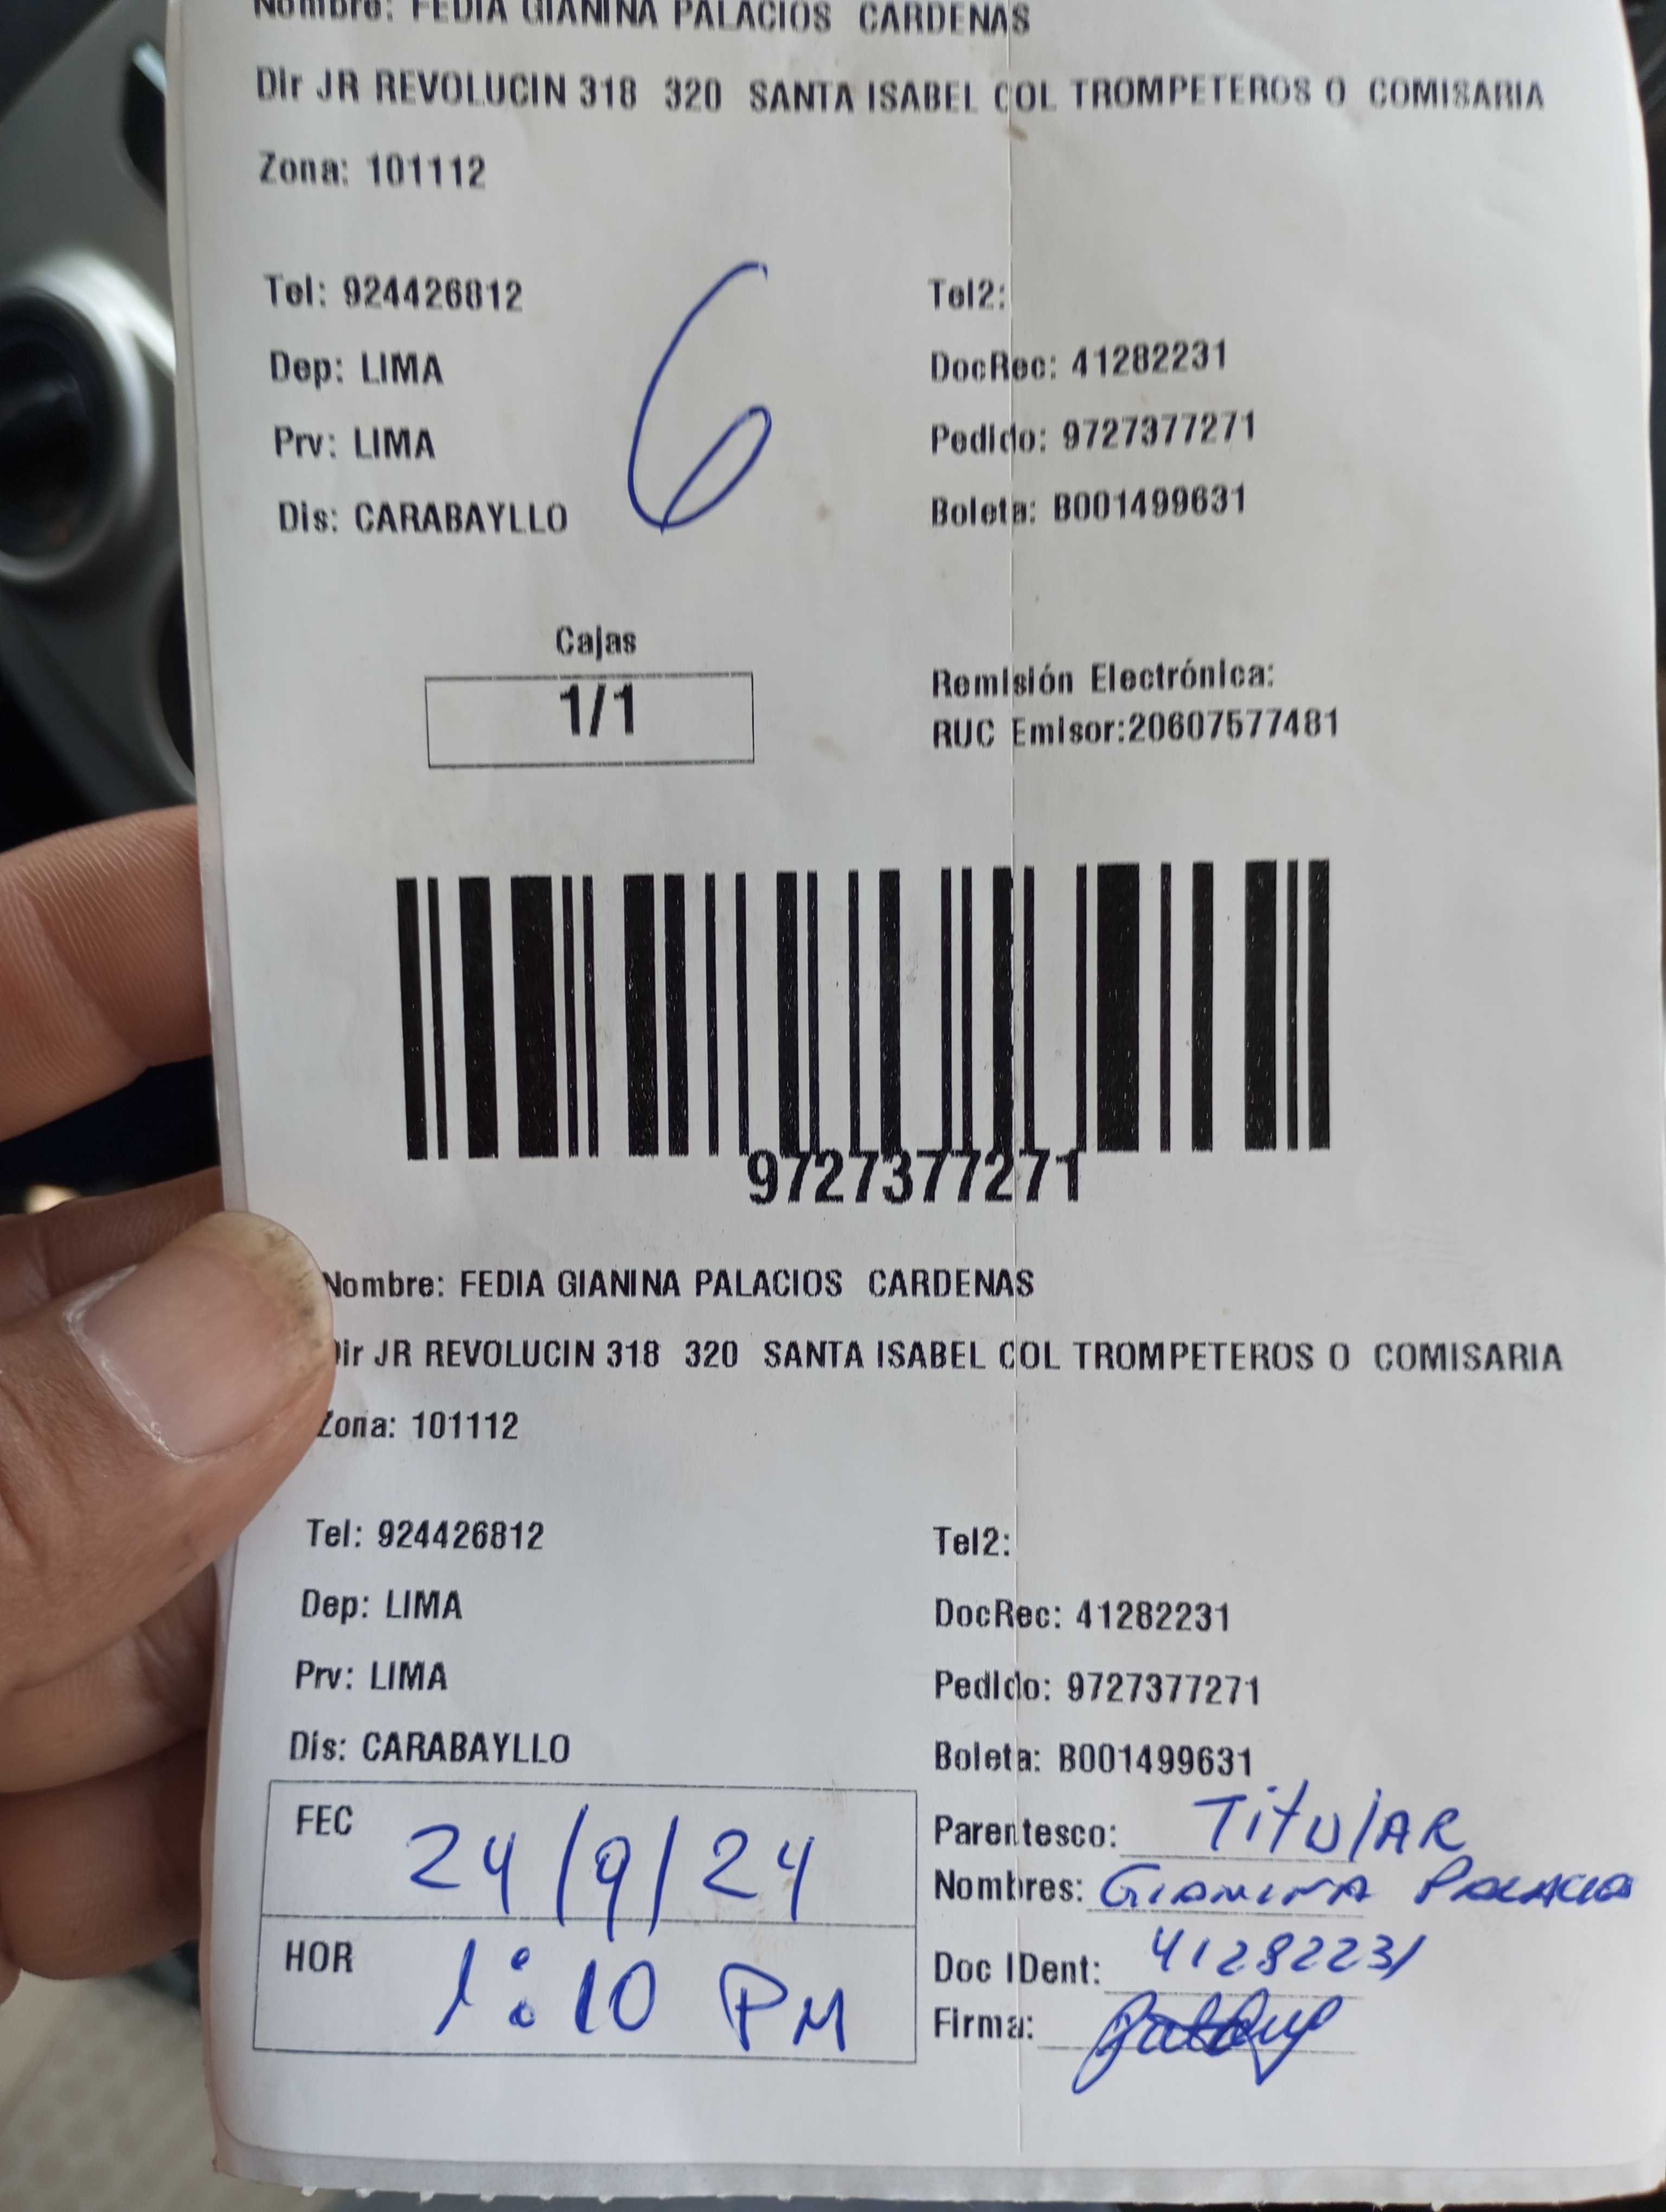 Nombre: FEDIA GIANINA PALACIOS CARDENAS
Dir JR REVOLUCIN 318 320 SANTA ISABEL COL TROMPETEROS O COMISARIA
Zona: 101112
6
Tel: 924426812 Tel2:
Dep: LIMA DocRec: 41282231
Prv: LIMA Pedido: 9727377271
Dis: CARABAYLLO Boleta: B001499631
Cajas
1/1
Remisión Electrónica:
RUC Emisor:20607577481
9727377271
Nombre: FEDIA GIANINA PALACIOS CARDENAS
Dir JR REVOLUCIN 318 320 SANTA ISABEL COL TROMPETEROS O COMISARIA
Zona: 101112
Tel: 924426812 Tel2:
Dep: LIMA DocRec: 41282231
Prv: LIMA Pedido: 9727377271
Dis: CARABAYLLO Boleta: B001499631
FEC 24/9/24
HOR 1:10 PM
Parentesco: TitulAR
Nombres: GIANINA PALACIOS
Doc IDent: 41282231
Firma: